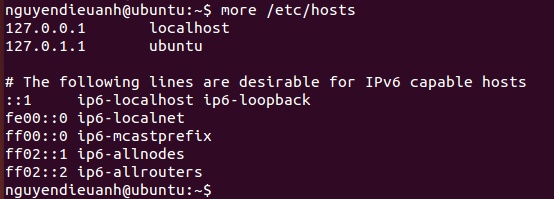 nguyendieuanh@ubuntu:~$ more /etc/hosts
127.0.0.1       localhost
127.0.1.1       ubuntu

# The following lines are desirable for IPv6 capable hosts
::1     ip6-localhost ip6-loopback
fe00::0 ip6-localnet
ff00::0 ip6-mcastprefix
ff02::1 ip6-allnodes
ff02::2 ip6-allrouters
nguyendieuanh@ubuntu:~$